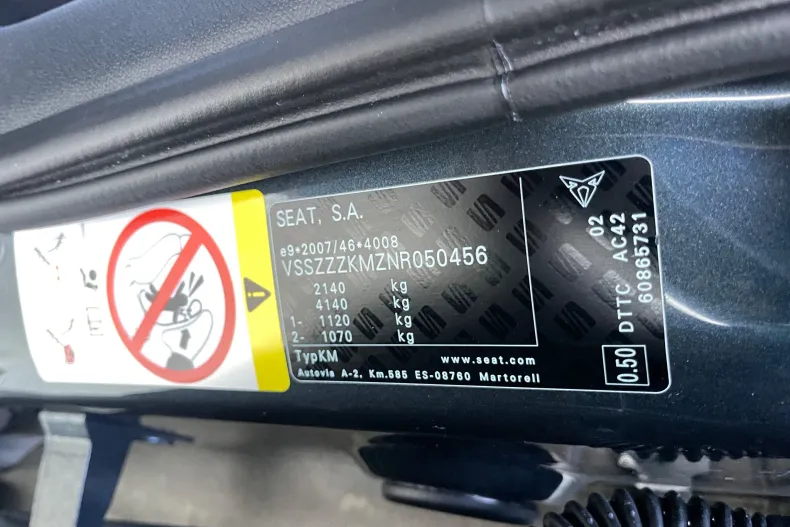 SEAT, S.A.
e9*2007/46*4008
VSSZZZKMZNR050456
2140 kg
4140 kg
1- 1120 kg
2- 1070 kg
TypKM www.seat.com
Autovia A-2, Km.585 ES-08760 Martorell
0.50 DTTC AC42 02
60865731
E